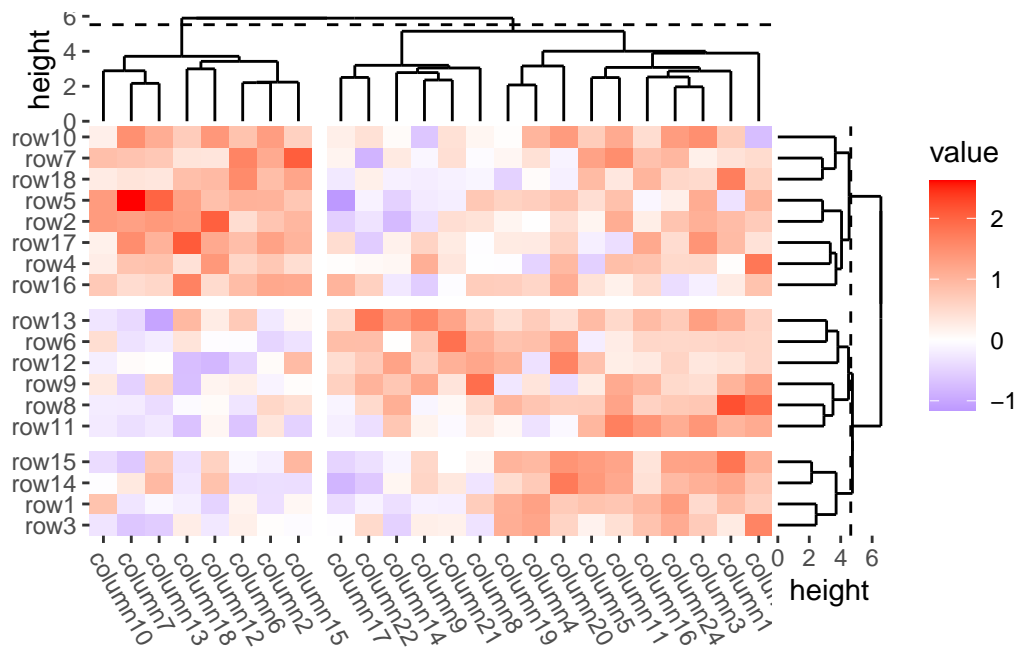 height
6
4
2
0
row10
row7
row18
row5
row2
row17
row4
row16
row13
row6
row12
row9
row8
row11
row15
row14
row1
row3
column10
column7
column13
column18
column12
column6
column2
column15
column17
column22
column14
column9
column21
column8
column19
column4
column20
column5
column11
column16
column24
column3
column1
0 2 4 6
height
value
2
1
0
−1